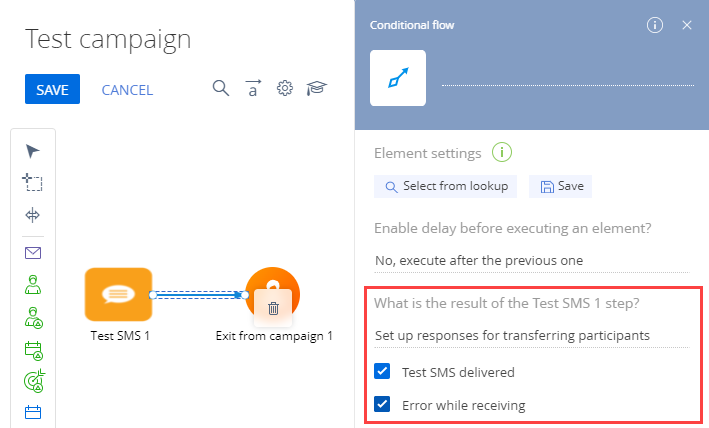 Test campaign
SAVE
CANCEL
a
Test SMS 1
Exit from campaign 1
Conditional flow
Element settings
Select from lookup
Save
Enable delay before executing an element?
No, execute after the previous one
What is the result of the Test SMS 1 step?
Set up responses for transferring participants
Test SMS delivered
Error while receiving